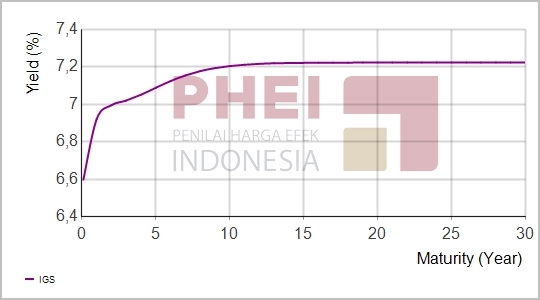 7,4
7,2
7
6,8
6,6
6,4
Yield (%)
PHEI
PENILAI HARGA EFEK
INDONESIA
0 5 10 15 20 25 30
Maturity (Year)
IGS